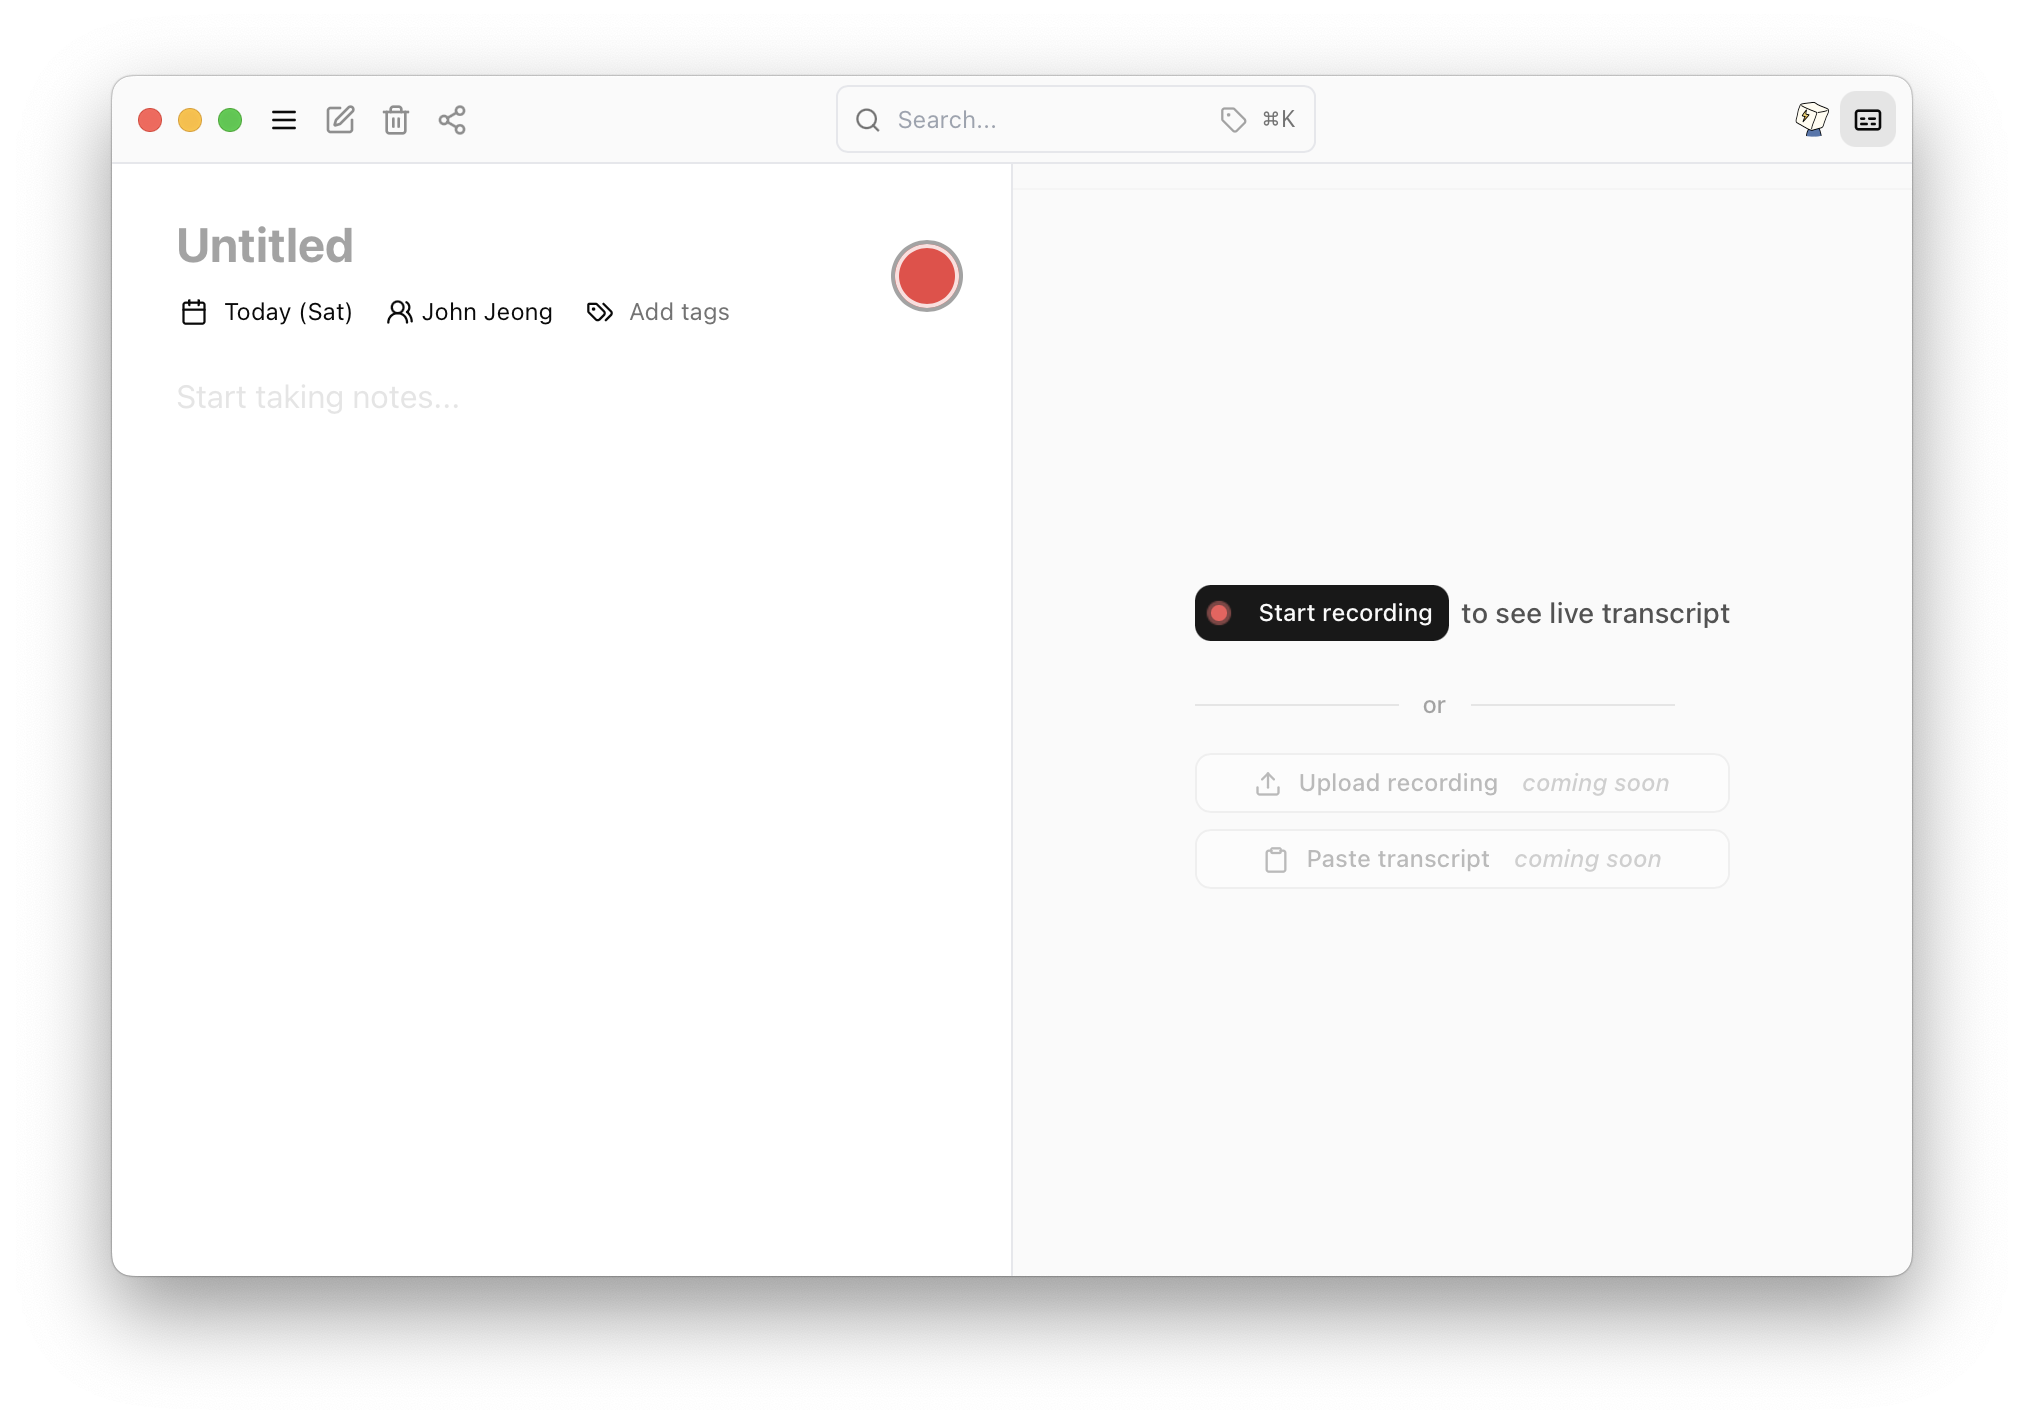 Search... ⌘K
Untitled
Today (Sat) John Jeong Add tags
Start taking notes...
Start recording to see live transcript
or
Upload recording coming soon
Paste transcript coming soon